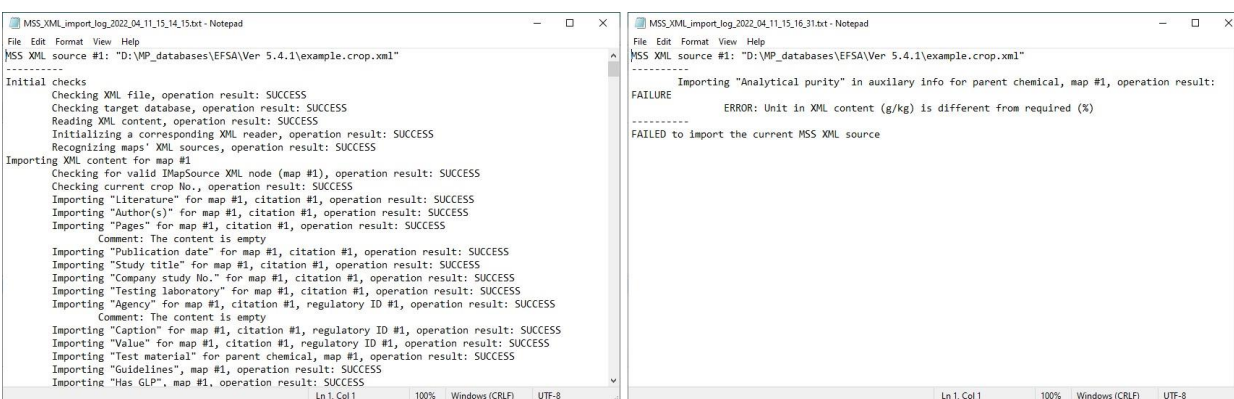 MSS_XML_import_log_2022_04_11_15_14_15.txt - Notepad
File Edit Format View Help
MSS XML source #1: "D:\MP_databases\EFSA\Ver 5.4.1\example.crop.xml"
----------
Initial checks
Checking XML file, operation result: SUCCESS
Checking target database, operation result: SUCCESS
Reading XML content, operation result: SUCCESS
Initializing a corresponding XML reader, operation result: SUCCESS
Recognizing maps' XML sources, operation result: SUCCESS
Importing XML content for map #1
Checking for valid IMapSource XML node (map #1), operation result: SUCCESS
Checking current crop No., operation result: SUCCESS
Importing "Literature" for map #1, citation #1, operation result: SUCCESS
Importing "Author(s)" for map #1, citation #1, operation result: SUCCESS
Importing "Pages" for map #1, citation #1, operation result: SUCCESS
Comment: The content is empty
Importing "Publication date" for map #1, citation #1, operation result: SUCCESS
Importing "Study title" for map #1, citation #1, operation result: SUCCESS
Importing "Company study No." for map #1, citation #1, operation result: SUCCESS
Importing "Testing laboratory" for map #1, citation #1, operation result: SUCCESS
Importing "Agency" for map #1, citation #1, regulatory ID #1, operation result: SUCCESS
Comment: The content is empty
Importing "Caption" for map #1, citation #1, regulatory ID #1, operation result: SUCCESS
Importing "Value" for map #1, citation #1, regulatory ID #1, operation result: SUCCESS
Importing "Test material" for parent chemical, map #1, operation result: SUCCESS
Importing "Guidelines", map #1, operation result: SUCCESS
Importing "Has GLP", map #1, operation result: SUCCESS
Ln 1, Col 1 100% Windows (CRLF) UTF-8
MSS_XML_import_log_2022_04_11_15_16_31.txt - Notepad
File Edit Format View Help
MSS XML source #1: "D:\MP_databases\EFSA\Ver 5.4.1\example.crop.xml"
----------
Importing "Analytical purity" in auxilary info for parent chemical, map #1, operation result:
FAILURE
ERROR: Unit in XML content (g/kg) is different from required (%)
----------
FAILED to import the current MSS XML source
Ln 1, Col 1 100% Windows (CRLF) UTF-8